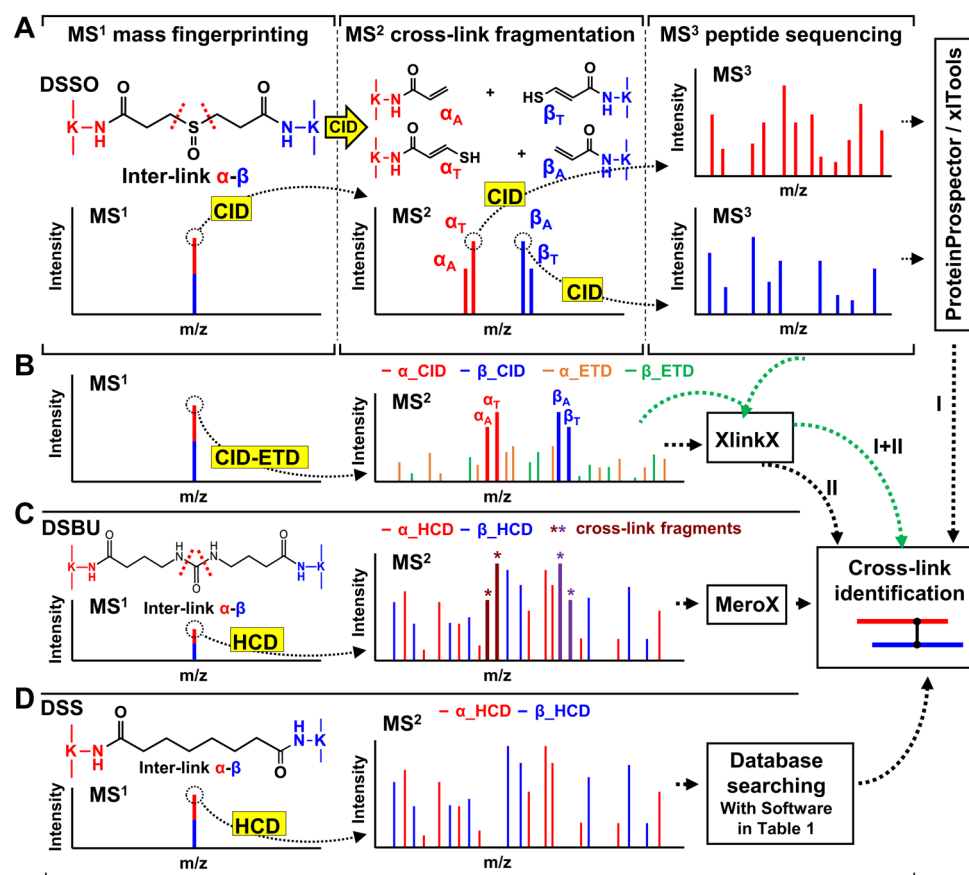 A
MS1 mass fingerprinting
MS2 cross-link fragmentation
MS3 peptide sequencing
DSSO
K
N
H
O
S
O
O
N
H
K
Inter-link α-β
CID
K
N
H
O
αA
+
HS
O
N
H
K
βT
K
N
H
O
SH
αT
+
O
N
H
K
βA
MS1
Intensity
m/z
CID
MS2
Intensity
m/z
αA
αT
βA
βT
CID
CID
MS3
Intensity
m/z
MS3
Intensity
m/z
ProteinProspector / xlTools
I
B
MS1
Intensity
m/z
CID-ETD
– α_CID – β_CID – α_ETD – β_ETD
MS2
Intensity
m/z
αA
αT
βA
βT
XlinkX
I+II
II
C
DSBU
K
N
H
O
H
N
O
H
N
O
N
H
K
Inter-link α-β
MS1
Intensity
m/z
HCD
– α_HCD – β_HCD ** cross-link fragments
MS2
Intensity
m/z
* * * *
MeroX
Cross-link
identification
D
DSS
K
N
H
O
O
H
N
K
Inter-link α-β
MS1
Intensity
m/z
HCD
– α_HCD – β_HCD
MS2
Intensity
m/z
Database
searching
With Software
in Table 1